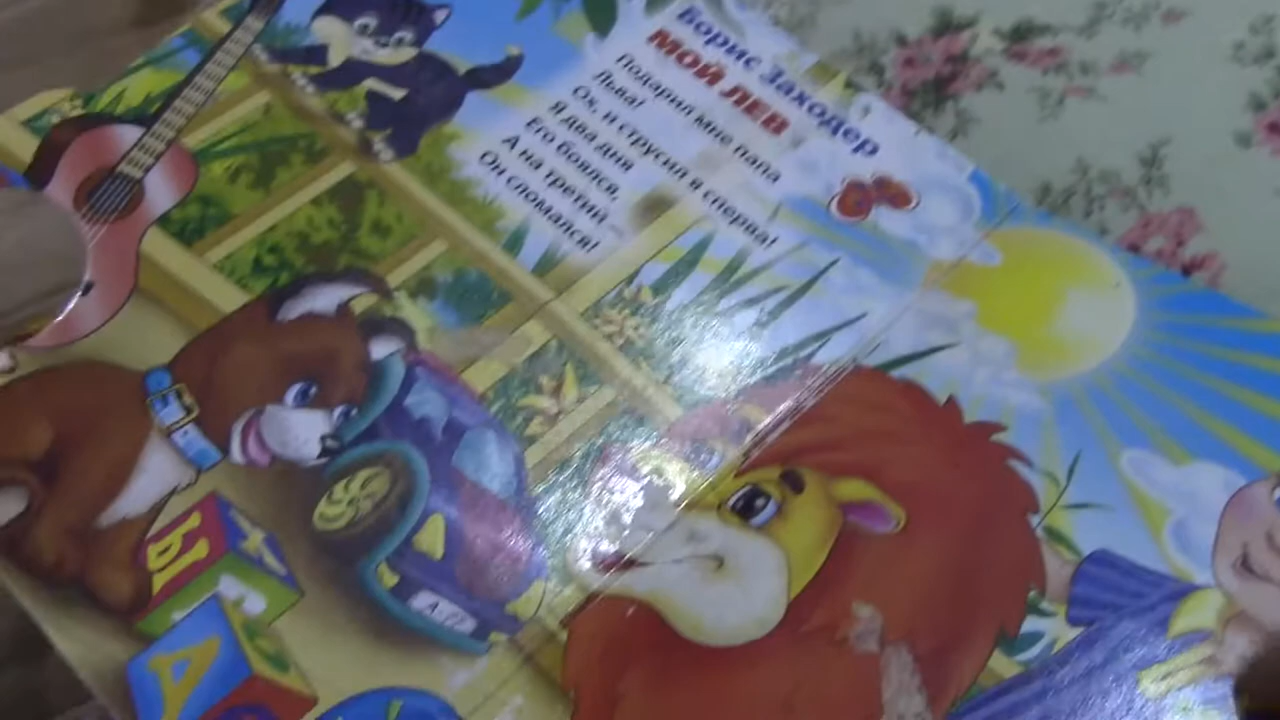 Борис Заходер
МОЙ ЛЕВ
Подарил мне папа
Льва!
Ох, и струсил я сперва!
Я два дня
Его боялся,
А на третий —
Он сломался!
Ы
Д